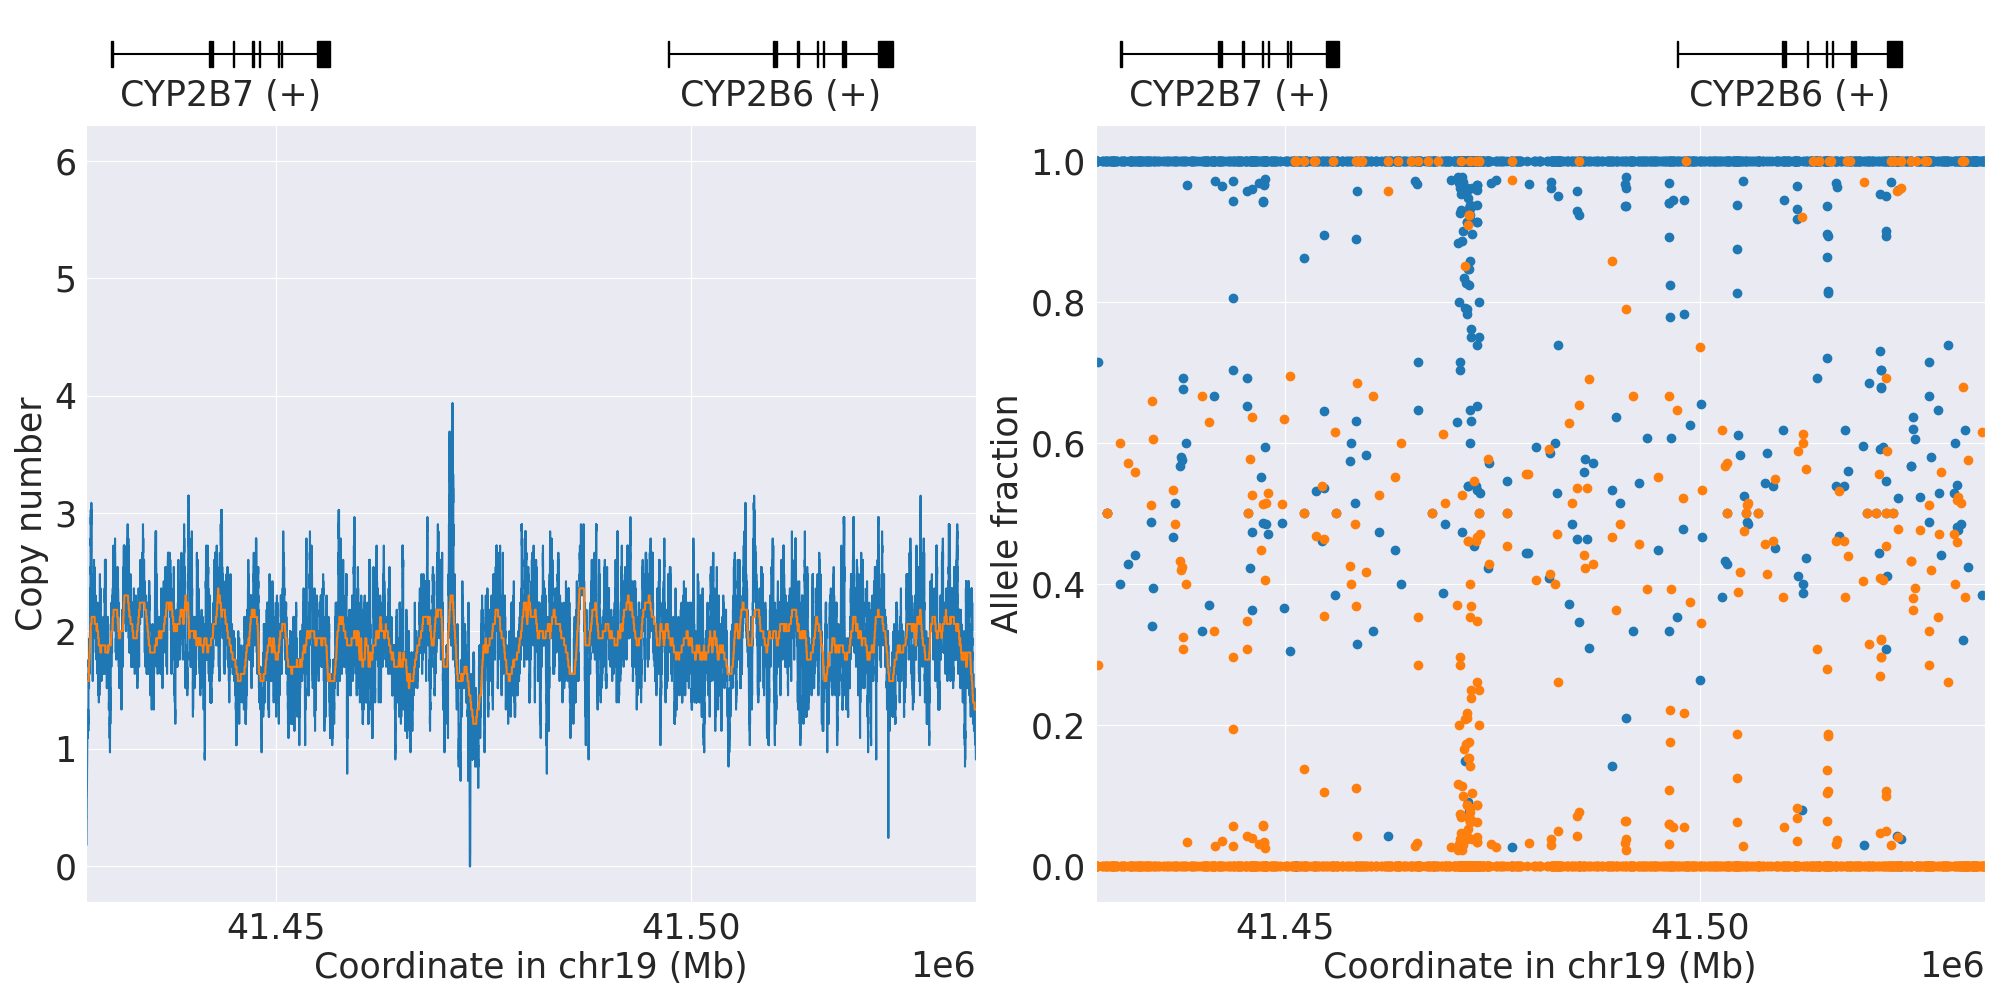 CYP2B7 (+)
CYP2B6 (+)
CYP2B7 (+)
CYP2B6 (+)
6
5
4
3
2
1
0
Copy number
41.45
41.50
Coordinate in chr19 (Mb)
1e6
1.0
0.8
0.6
0.4
0.2
0.0
Allele fraction
41.45
41.50
Coordinate in chr19 (Mb)
1e6